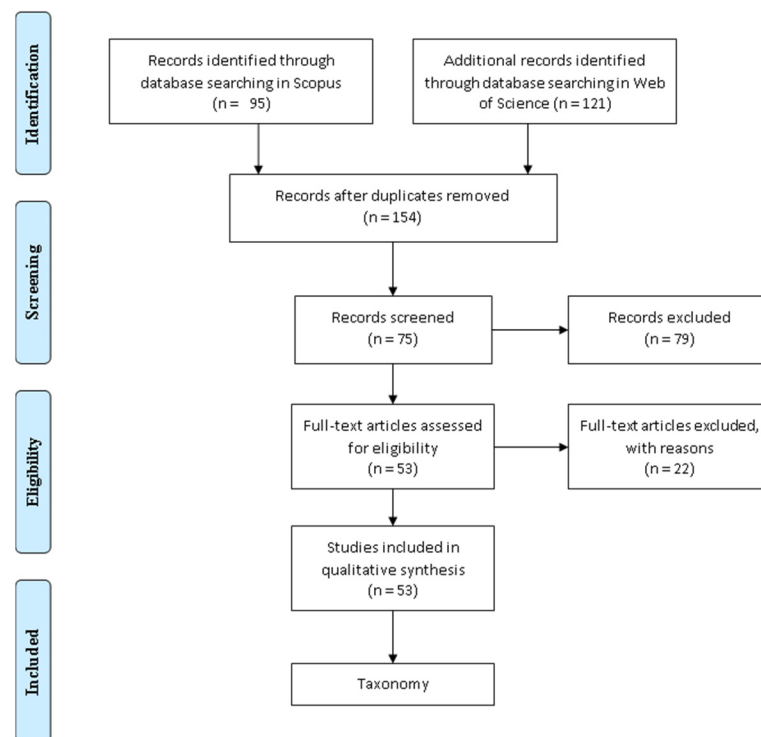 Identification
Records identified through
database searching in Scopus
(n = 95)
Additional records identified
through database searching in Web
of Science (n = 121)
Records after duplicates removed
(n = 154)
Screening
Records screened
(n = 75)
Records excluded
(n = 79)
Eligibility
Full-text articles assessed
for eligibility
(n = 53)
Full-text articles excluded,
with reasons
(n = 22)
Studies included in
qualitative synthesis
(n = 53)
Included
Taxonomy